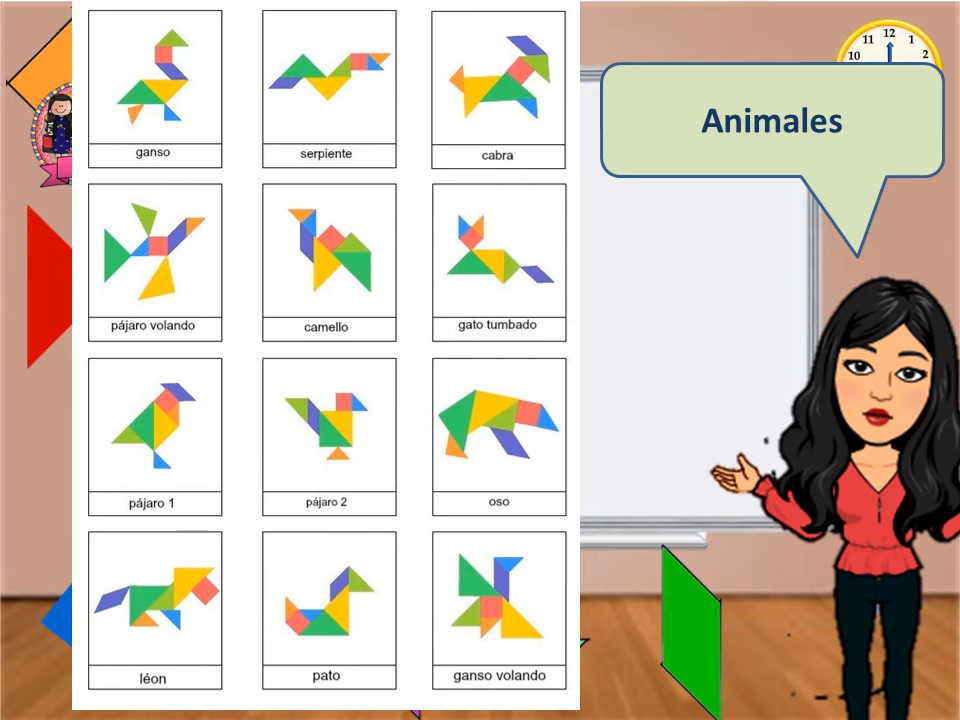 11 12 1
10 2
Animales
ganso serpiente cabra
pájaro volando camello gato tumbado
pájaro 1 pájaro 2 oso
léon pato ganso volando